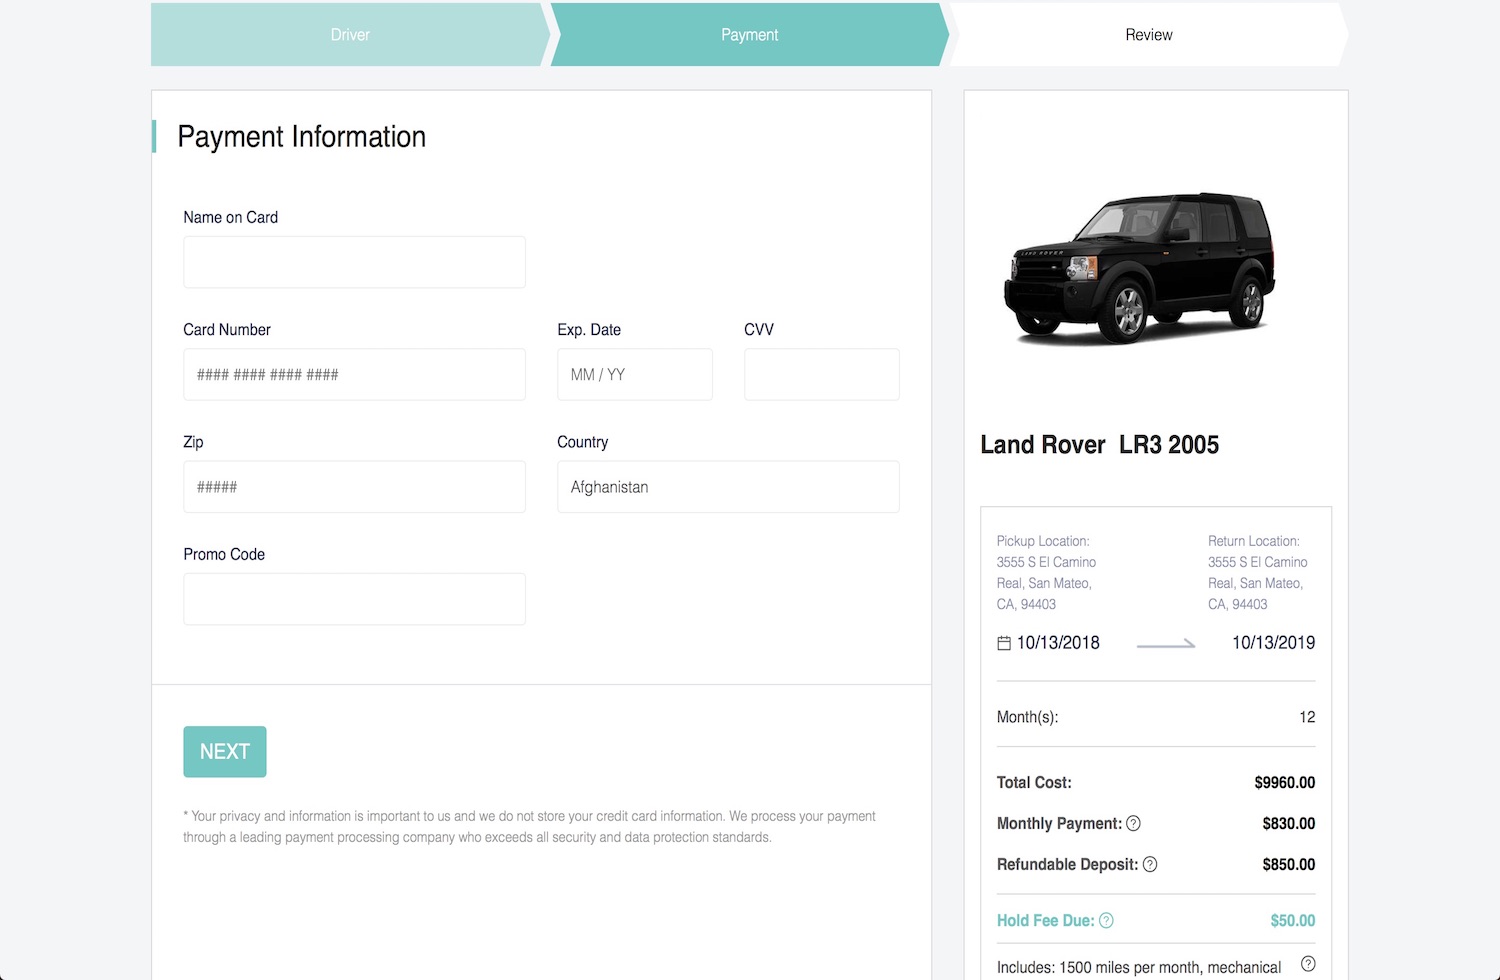 Driver
Payment
Review
Payment Information
Name on Card
Card Number
Exp. Date
CVV
#### #### #### ####
MM / YY
Zip
Country
#####
Afghanistan
Promo Code
NEXT
* Your privacy and information is important to us and we do not store your credit card information. We process your payment
through a leading payment processing company who exceeds all security and data protection standards.
LAND ROVER
Land Rover LR3 2005
Pickup Location:
3555 S El Camino
Real, San Mateo,
CA, 94403
Return Location:
3555 S El Camino
Real, San Mateo,
CA, 94403
10/13/2018
10/13/2019
Month(s): 12
Total Cost: $9960.00
Monthly Payment: ? $830.00
Refundable Deposit: ? $850.00
Hold Fee Due: ? $50.00
Includes: 1500 miles per month, mechanical ?